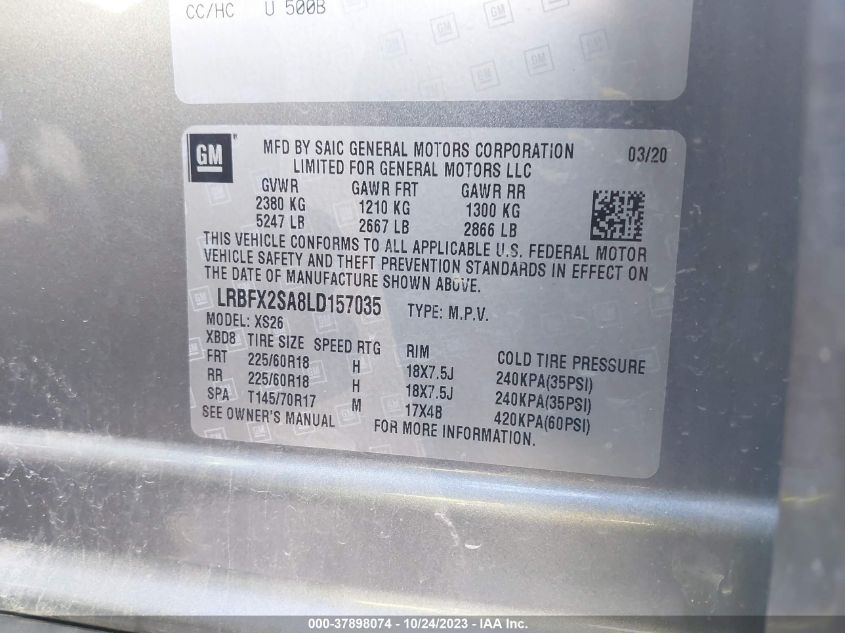 CC/HC U 500B
GM
MFD BY SAIC GENERAL MOTORS CORPORATION 03/20
LIMITED FOR GENERAL MOTORS LLC
GVWR GAWR FRT GAWR RR
2380 KG 1210 KG 1300 KG
5247 LB 2667 LB 2866 LB
THIS VEHICLE CONFORMS TO ALL APPLICABLE U.S. FEDERAL MOTOR
VEHICLE SAFETY AND THEFT PREVENTION STANDARDS IN EFFECT ON
THE DATE OF MANUFACTURE SHOWN ABOVE.
LRBFX2SA8LD157035 TYPE: M.P.V.
MODEL: XS26
XBD8 TIRE SIZE SPEED RTG RIM COLD TIRE PRESSURE
FRT 225/60R18 H 18X7.5J 240KPA(35PSI)
RR 225/60R18 H 18X7.5J 240KPA(35PSI)
SPA T145/70R17 M 17X4B 420KPA(60PSI)
SEE OWNER'S MANUAL FOR MORE INFORMATION.
000-37898074 - 10/24/2023 - IAA Inc.